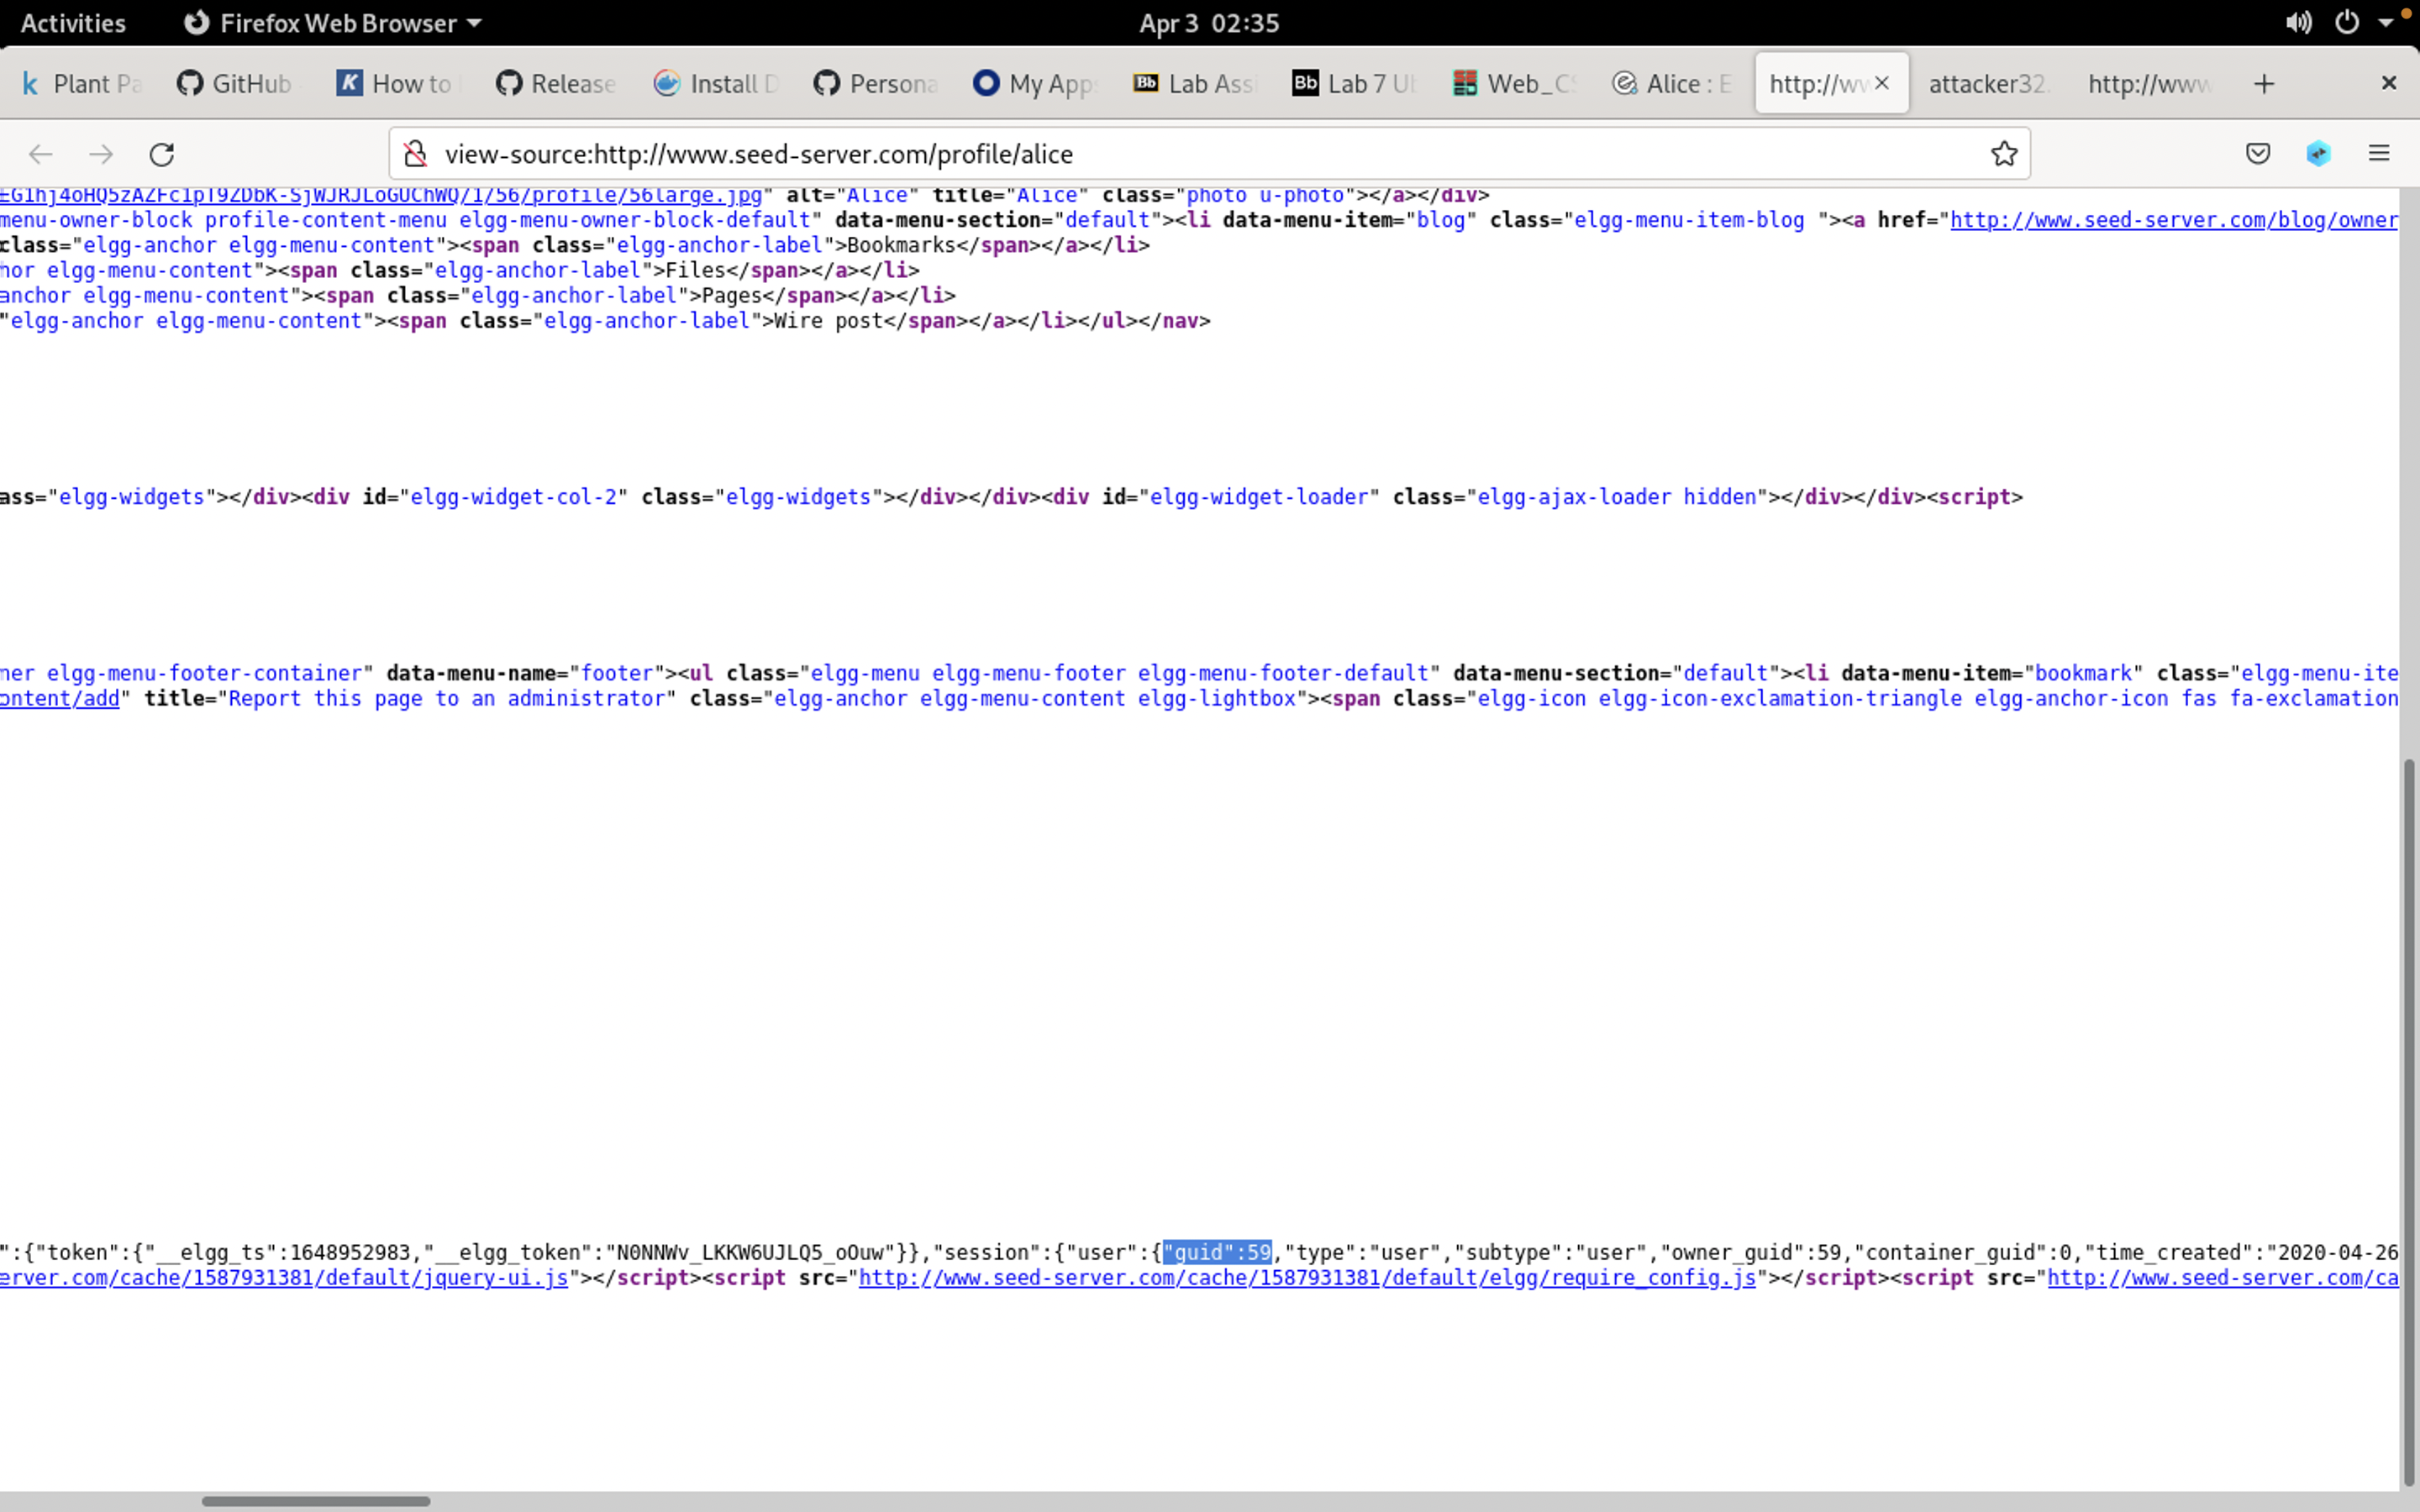 Activities Firefox Web Browser Apr 3 02:35
Plant Pa GitHub How to Release Install D Persona My Apps Lab Assi Lab 7 UI Web_CS Alice : E http://ww attacker32. http://www
view-source:http://www.seed-server.com/profile/alice
EG1hj4oHQ5zAZFc1pT9ZDbK-SjWJRJLoGUChWQ/1/56/profile/56large.jpg" alt="Alice" title="Alice" class="photo u-photo"></a></div>
menu-owner-block profile-content-menu elgg-menu-owner-block-default" data-menu-section="default"><li data-menu-item="blog" class="elgg-menu-item-blog "><a href="http://www.seed-server.com/blog/owner
class="elgg-anchor elgg-menu-content"><span class="elgg-anchor-label">Bookmarks</span></a></li>
hor elgg-menu-content"><span class="elgg-anchor-label">Files</span></a></li>
anchor elgg-menu-content"><span class="elgg-anchor-label">Pages</span></a></li>
"elgg-anchor elgg-menu-content"><span class="elgg-anchor-label">Wire post</span></a></li></ul></nav>
ass="elgg-widgets"></div><div id="elgg-widget-col-2" class="elgg-widgets"></div></div><div id="elgg-widget-loader" class="elgg-ajax-loader hidden"></div></div><script>
ner elgg-menu-footer-container" data-menu-name="footer"><ul class="elgg-menu elgg-menu-footer elgg-menu-footer-default" data-menu-section="default"><li data-menu-item="bookmark" class="elgg-menu-ite
ontent/add" title="Report this page to an administrator" class="elgg-anchor elgg-menu-content elgg-lightbox"><span class="elgg-icon elgg-icon-exclamation-triangle elgg-anchor-icon fas fa-exclamation
":{"token":{"__elgg_ts":1648952983,"__elgg_token":"N0NNWv_LKKW6UJLQ5_oOuw"}},"session":{"user":{"guid":59,"type":"user","subtype":"user","owner_guid":59,"container_guid":0,"time_created":"2020-04-26
erver.com/cache/1587931381/default/jquery-ui.js"></script><script src="http://www.seed-server.com/cache/1587931381/default/elgg/require_config.js"></script><script src="http://www.seed-server.com/ca